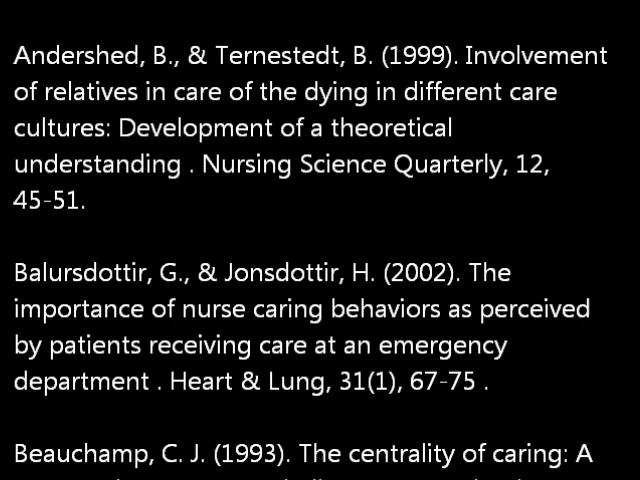 Andershed, B., & Ternestedt, B. (1999). Involvement
of relatives in care of the dying in different care
cultures: Development of a theoretical
understanding . Nursing Science Quarterly, 12,
45-51.
Balursdottir, G., & Jonsdottir, H. (2002). The
importance of nurse caring behaviors as perceived
by patients receiving care at an emergency
department . Heart & Lung, 31(1), 67-75 .
Beauchamp, C. J. (1993). The centrality of caring: A